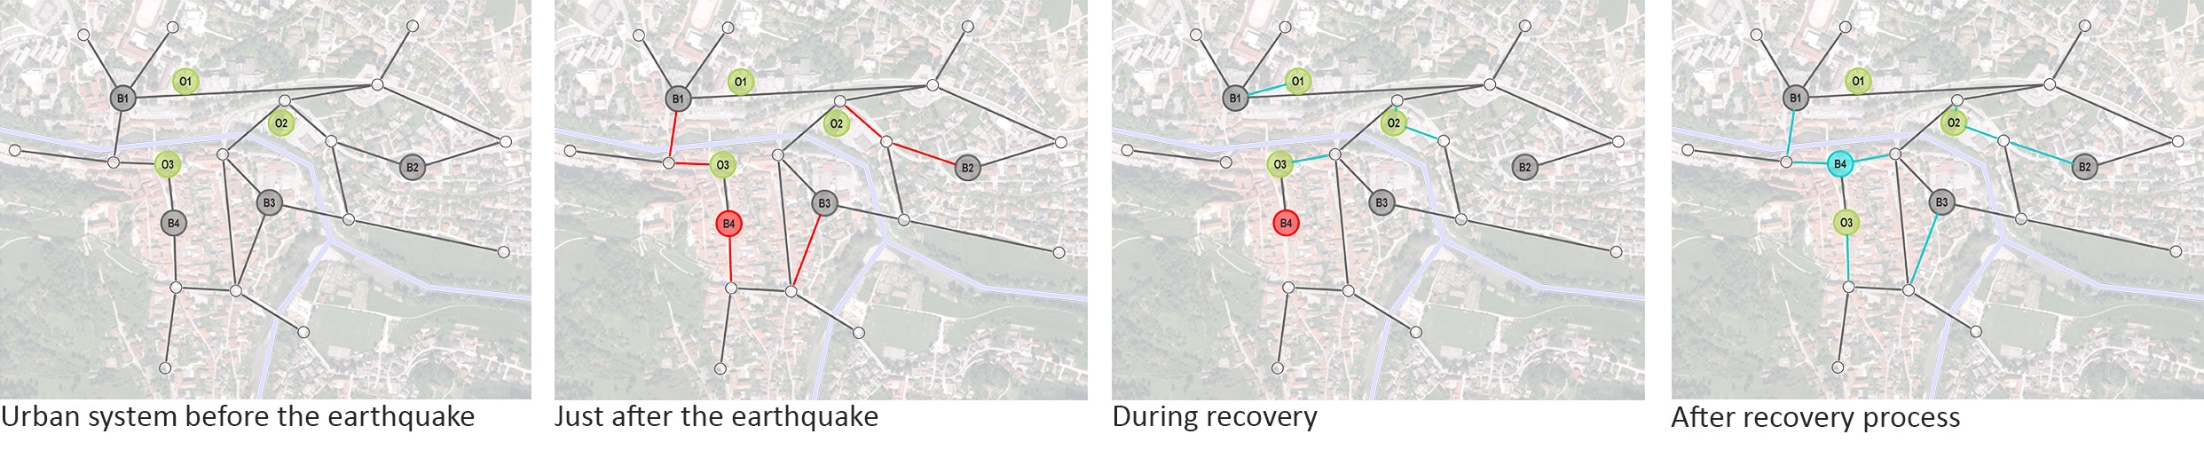 O1
B1
O2
O3
B2
B3
B4
Urban system before the earthquake
O1
B1
O2
O3
B2
B3
B4
Just after the earthquake
O1
B1
O2
O3
B2
B3
B4
During recovery
O1
B1
O2
B4
B2
B3
O3
After recovery process